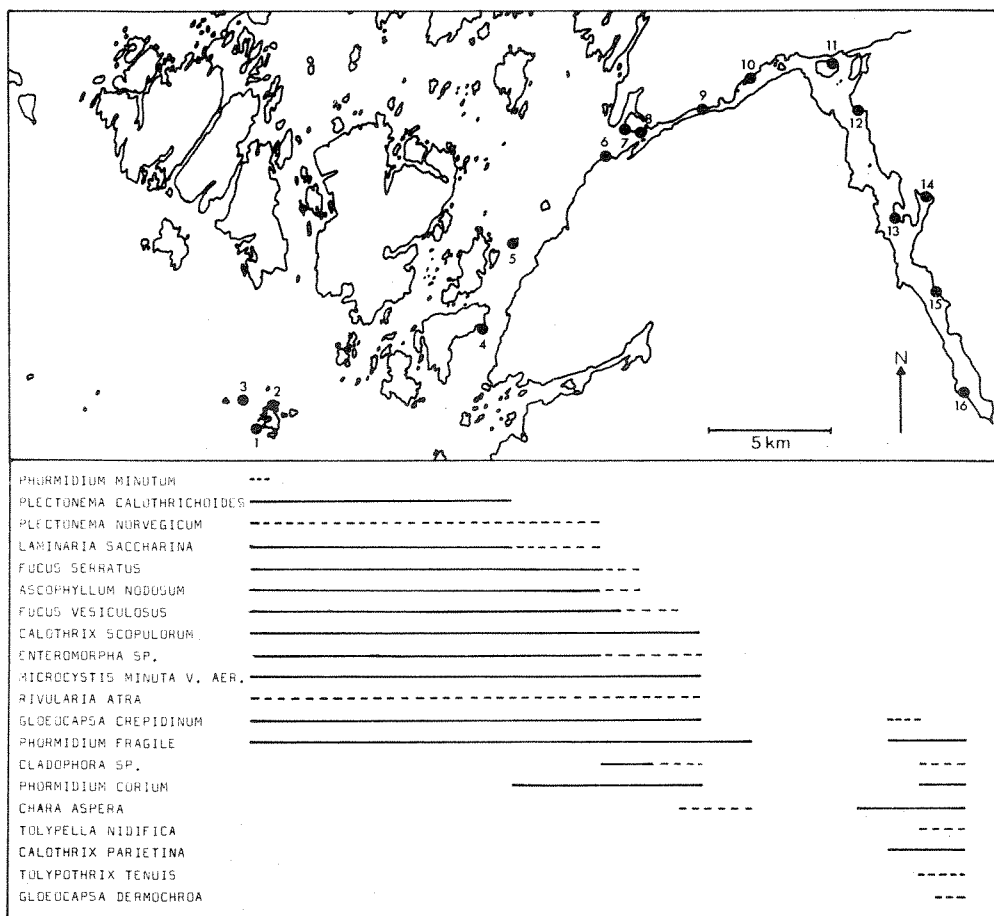 11
10
9
12
8
7
6
14
13
5
15
4
N
3
2
16
1
5 km
PHORMIDIUM MINUTUM
PLECTONEMA CALOTHRICHOIDES
PLECTONEMA NORVEGICUM
LAMINARIA SACCHARINA
FUCUS SERRATUS
ASCOPHYLLUM NODOSUM
FUCUS VESICULOSUS
CALOTHRIX SCOPULORUM
ENTEROMORPHA SP.
MICROCYSTIS MINUTA V. AER.
RIVULARIA ATRA
GLOEOCAPSA CREPIDINUM
PHORMIDIUM FRAGILE
CLADOPHORA SP.
PHORMIDIUM CORIUM
CHARA ASPERA
TOLYPELLA NIDIFICA
CALOTHRIX PARIETINA
TOLYPOTHRIX TENUIS
GLOEOCAPSA DERMOCHROA